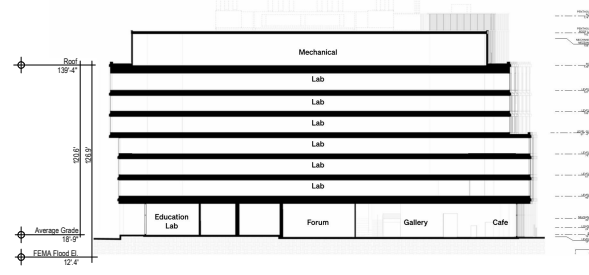 Mechanical
Roof
139'-4"
Lab
Lab
Lab
Lab
Lab
Lab
120.6'
126.9'
Education
Lab
Forum
Gallery
Cafe
Average Grade
18'-9"
FEMA Flood El.
12.4'